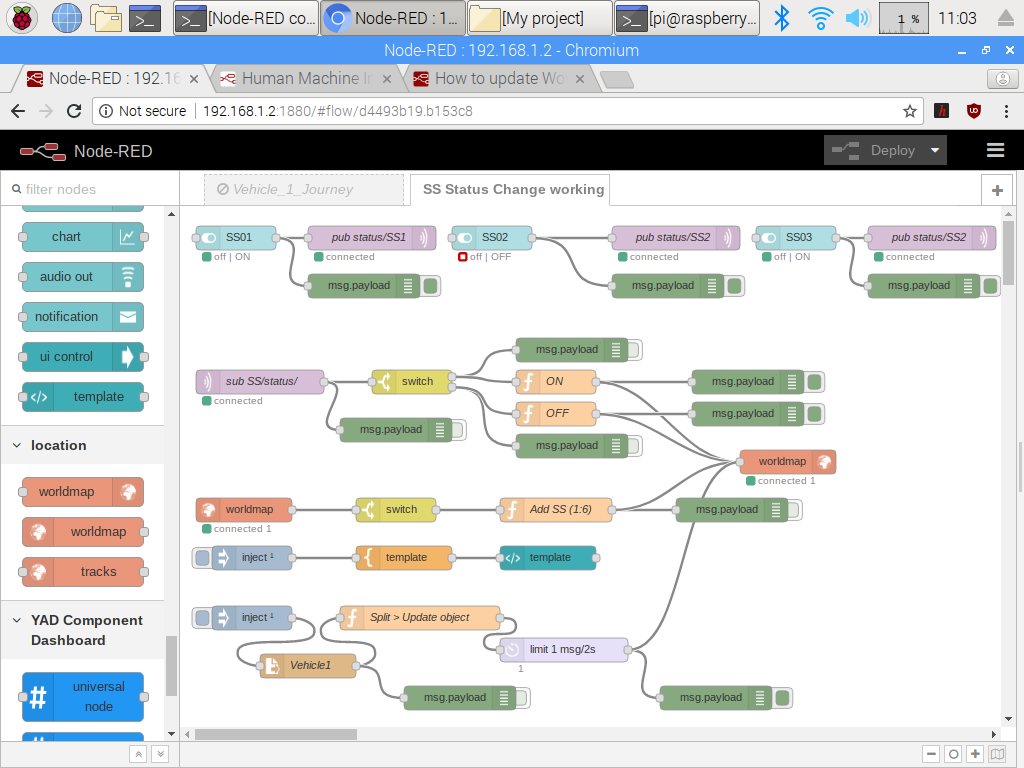 [Node-RED co...
Node-RED : 1...
[My project]
[pi@raspberry...
1 %
11:03
Node-RED : 192.168.1.2 - Chromium
Node-RED : 192.16
Human Machine In
How to update Wo
Not secure
192.168.1.2:1880/#flow/d4493b19.b153c8
Node-RED
Deploy
filter nodes
Vehicle_1_Journey
SS Status Change working
chart
audio out
notification
ui control
template
location
worldmap
worldmap
tracks
YAD Component
Dashboard
universal
node
SS01
pub status/SS1
SS02
pub status/SS2
SS03
pub status/SS2
off | ON
connected
off | OFF
connected
off | ON
connected
msg.payload
msg.payload
msg.payload
msg.payload
sub SS/status/
switch
ON
msg.payload
connected
OFF
msg.payload
msg.payload
msg.payload
worldmap
connected 1
worldmap
switch
Add SS (1:6)
msg.payload
connected 1
inject ¹
template
template
inject ¹
Split > Update object
limit 1 msg/2s
Vehicle1
1
msg.payload
msg.payload